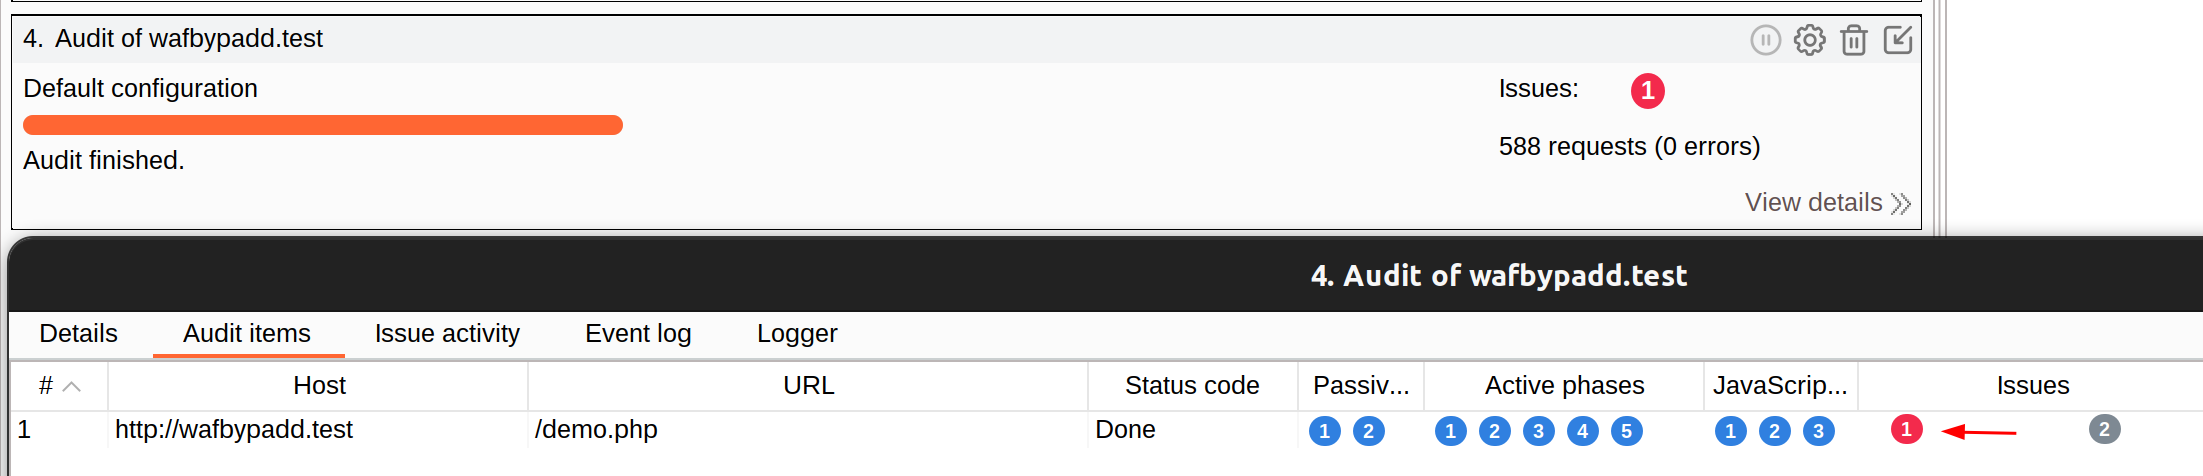 4. Audit of wafbypadd.test
Default configuration
Issues: 1
Audit finished.
588 requests (0 errors)
View details
4. Audit of wafbypadd.test
Details Audit items Issue activity Event log Logger
# Host URL Status code Passiv... Active phases JavaScrip... Issues
1 http://wafbypadd.test /demo.php Done 1 2 1 2 3 4 5 1 2 3 1 2